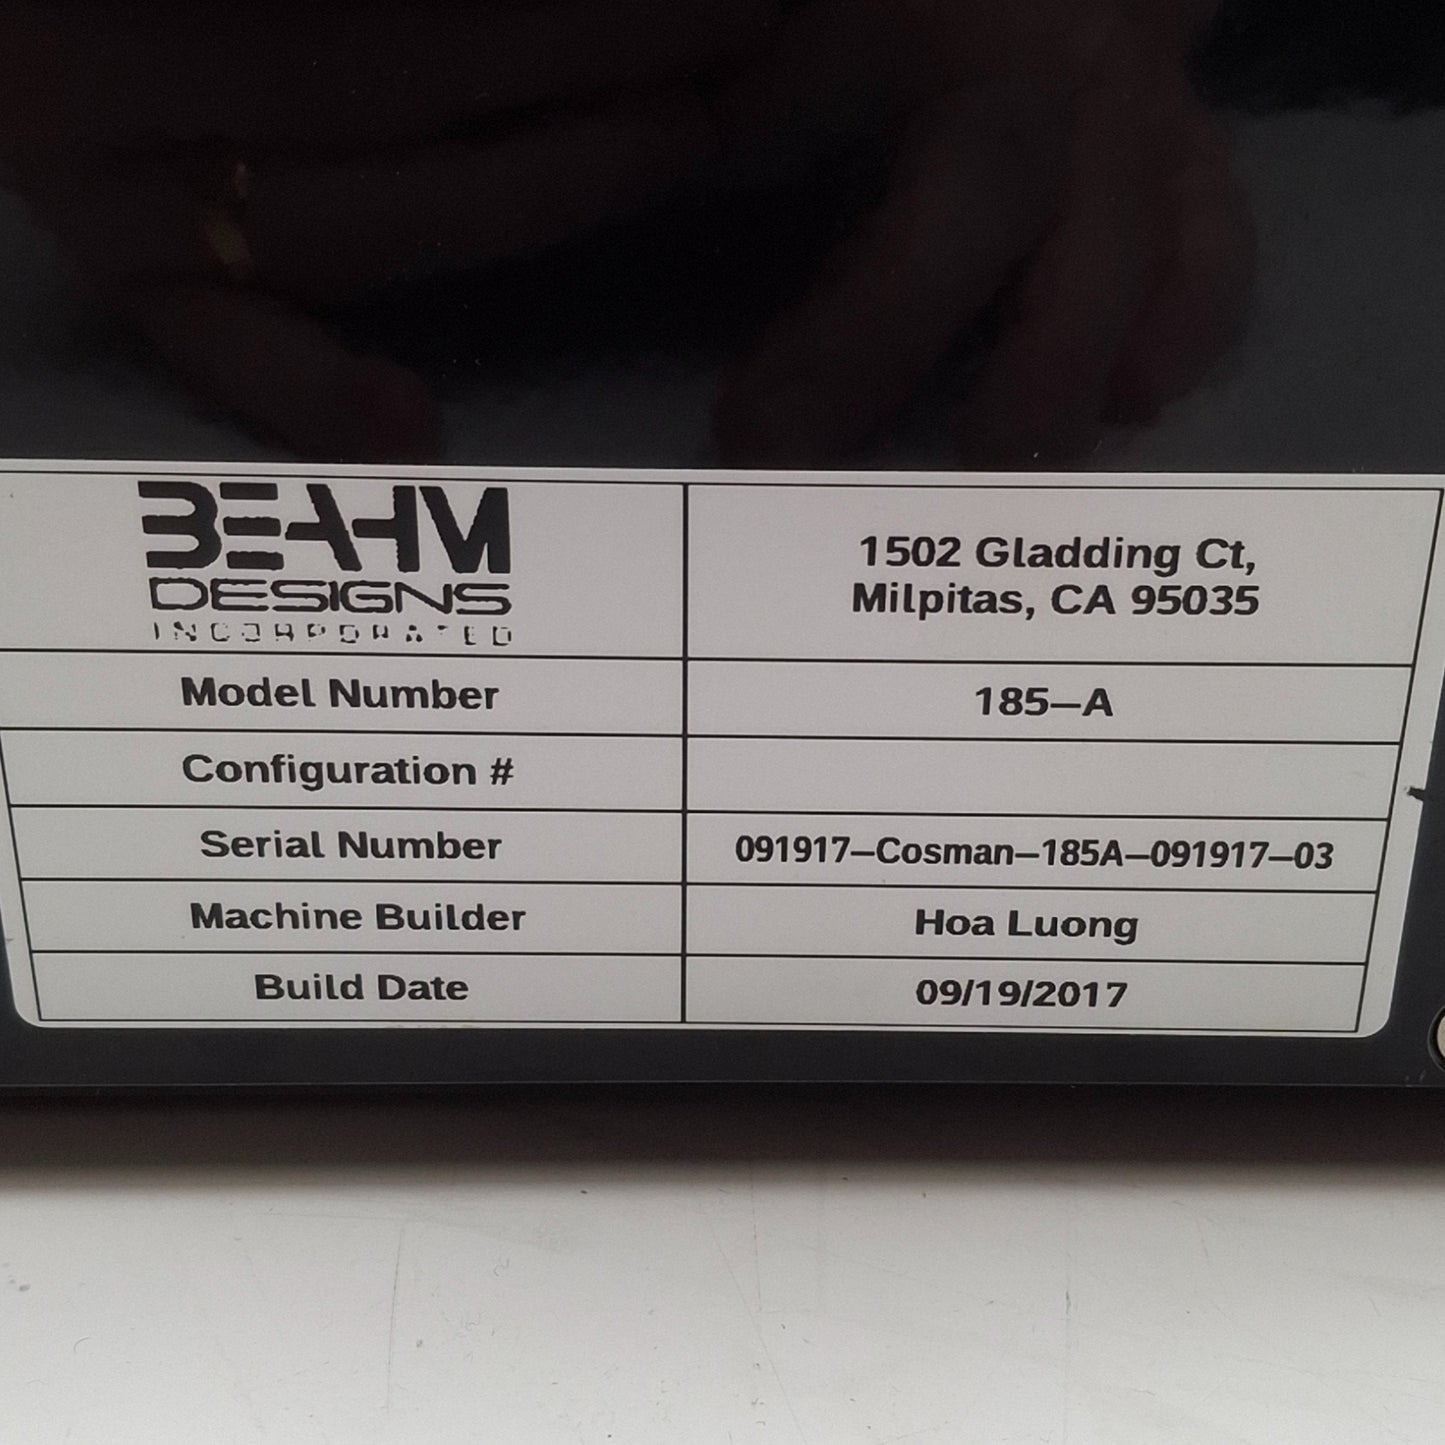 BEAHM
DESIGNS
INCORPORATED
1502 Gladding Ct,
Milpitas, CA 95035
Model Number 185–A
Configuration #
Serial Number 091917–Cosman–185A–091917–03
Machine Builder Hoa Luong
Build Date 09/19/2017